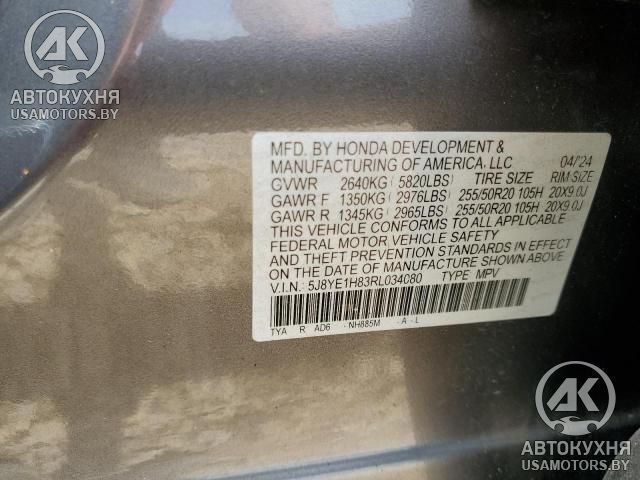 AK
АВТОКУХНЯ
USAMOTORS.BY
MFD. BY HONDA DEVELOPMENT &
MANUFACTURING OF AMERICA, LLC 04/'24
GVWR 2640KG ( 5820LBS) TIRE SIZE RIM SIZE
GAWR F 1350KG ( 2976LBS) 255/50R20 105H 20X9.0J
GAWR R 1345KG ( 2965LBS) 255/50R20 105H 20X9.0J
THIS VEHICLE CONFORMS TO ALL APPLICABLE
FEDERAL MOTOR VEHICLE SAFETY
AND THEFT PREVENTION STANDARDS IN EFFECT
ON THE DATE OF MANUFACTURE SHOWN ABOVE.
V.I.N.: 5J8YE1H83RL034080 TYPE MPV
TYA R AD6 -NH885M -A -L
AK
АВТОКУХНЯ
USAMOTORS.BY